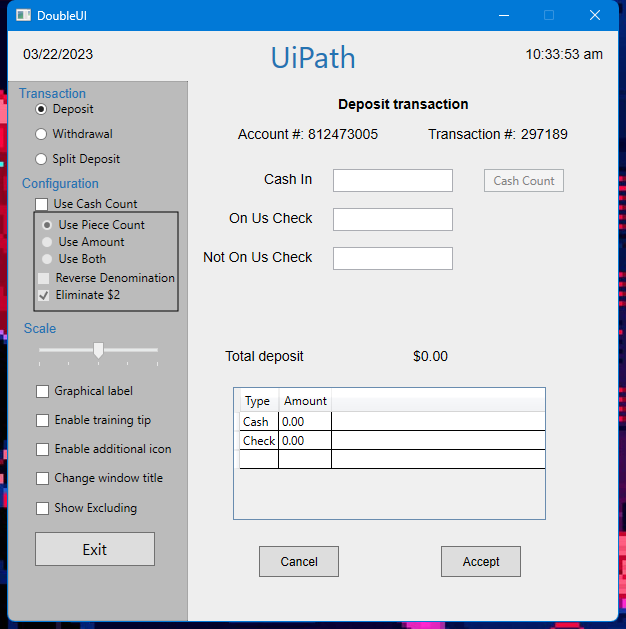 DoubleUI
03/22/2023
UiPath
10:33:53 am
Transaction
Deposit
Withdrawal
Split Deposit
Configuration
Use Cash Count
Use Piece Count
Use Amount
Use Both
Reverse Denomination
Eliminate $2
Scale
Graphical label
Enable training tip
Enable additional icon
Change window title
Show Excluding
Exit
Deposit transaction
Account #: 812473005 Transaction #: 297189
Cash In Cash Count
On Us Check
Not On Us Check
Total deposit $0.00
Type Amount
Cash 0.00
Check 0.00
Cancel Accept